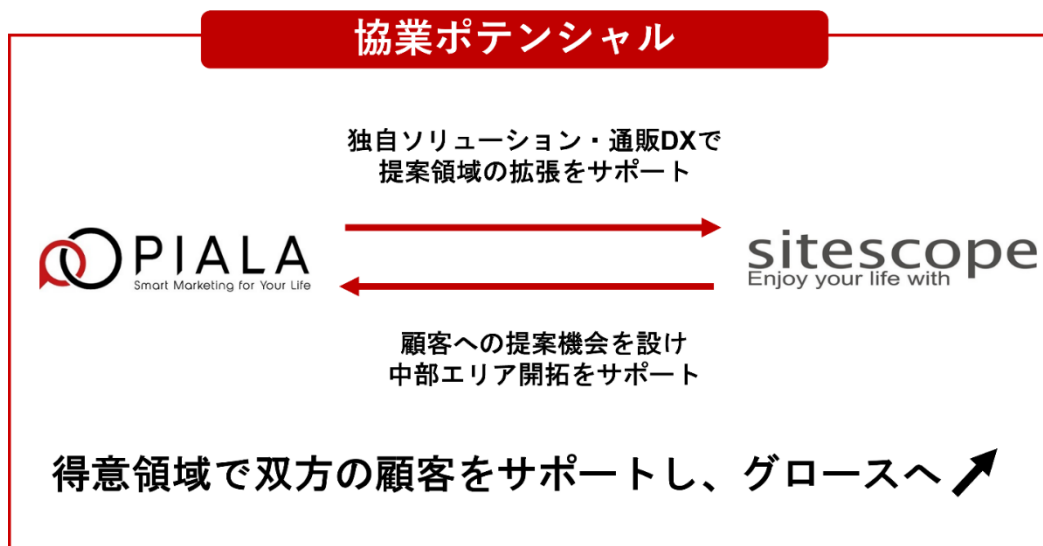 協業ポテンシャル
独自ソリューション・通販DXで
提案領域の拡張をサポート
PIALA
Smart Marketing for Your Life
sitescope
Enjoy your life with
顧客への提案機会を設け
中部エリア開拓をサポート
得意領域で双方の顧客をサポートし、グロースへ